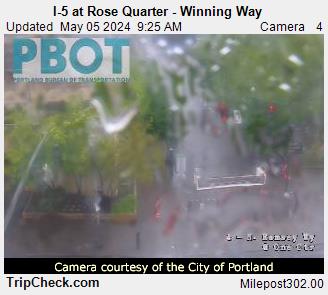 I-5 at Rose Quarter - Winning Way
Updated May 05 2024 9:25 AM Camera 4
PBOT
PORTLAND BUREAU OF TRANSPORTATION
Camera courtesy of the City of Portland
TripCheck.com Milepost302.00